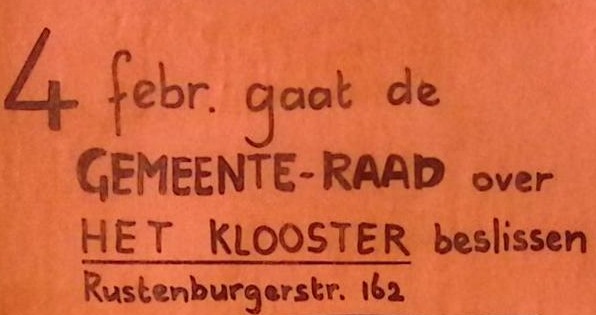 4 febr. gaat de
GEMEENTE-RAAD over
HET KLOOSTER beslissen
Rustenburgerstr. 162